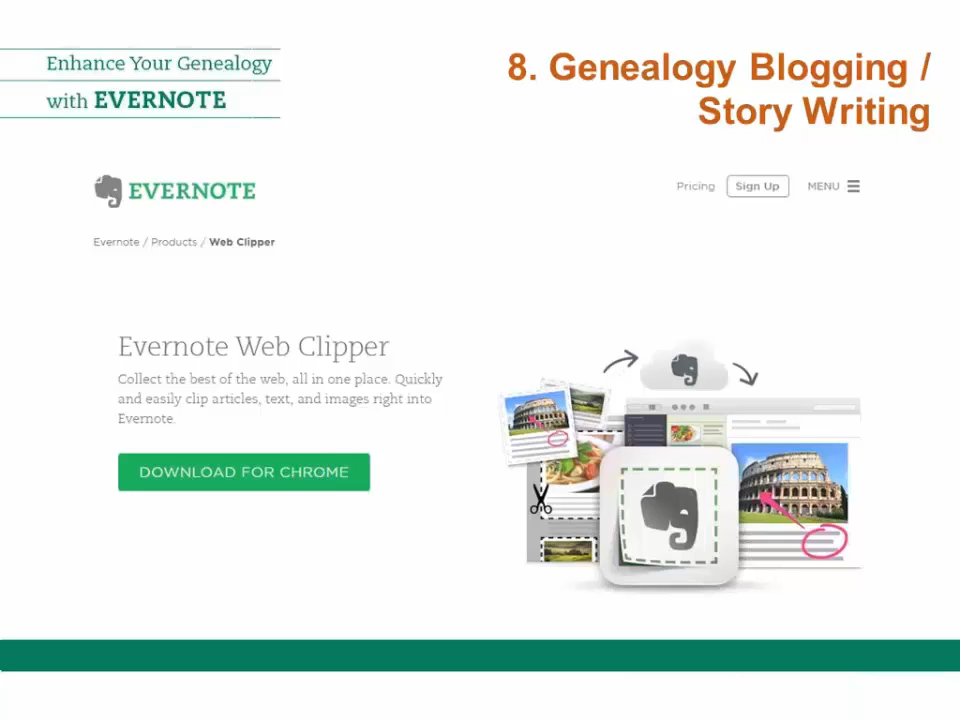 Enhance Your Genealogy
with EVERNOTE
8. Genealogy Blogging /
Story Writing
EVERNOTE
Pricing
Sign Up
MENU
Evernote / Products / Web Clipper
Evernote Web Clipper
Collect the best of the web, all in one place. Quickly
and easily clip articles, text, and images right into
Evernote.
DOWNLOAD FOR CHROME